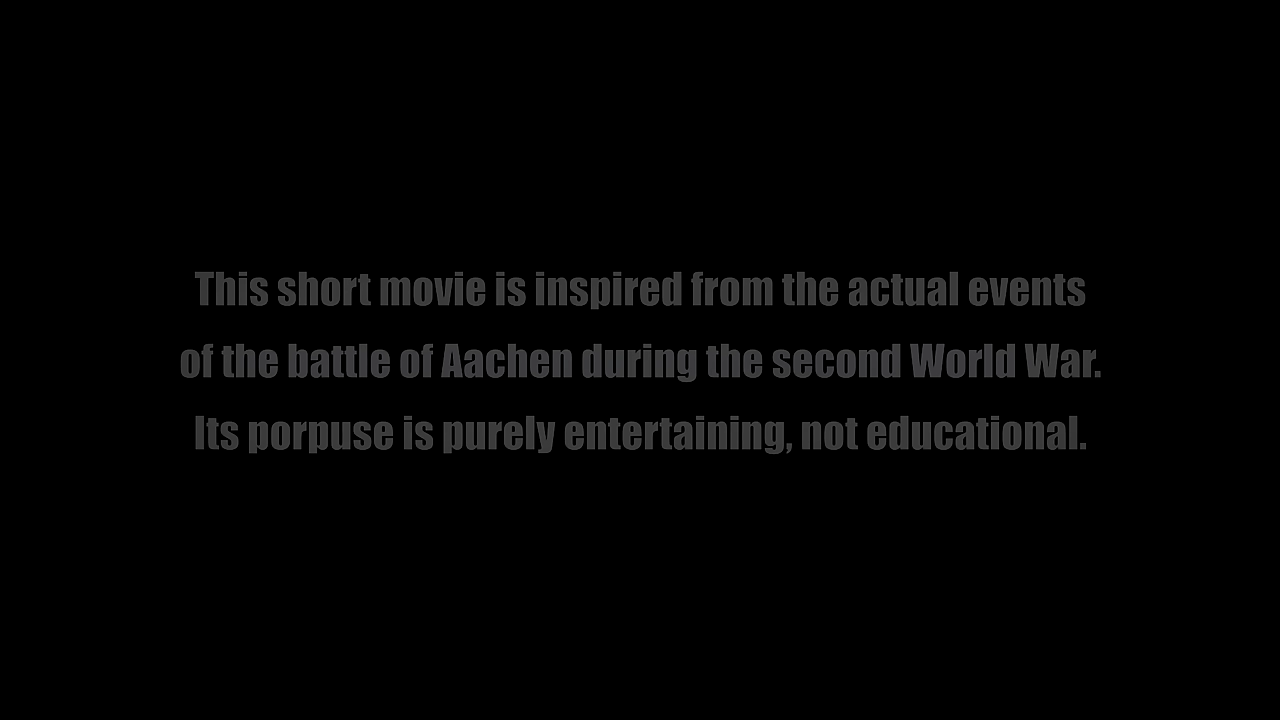 This short movie is inspired from the actual events
of the battle of Aachen during the second World War.
Its porpuse is purely entertaining, not educational.